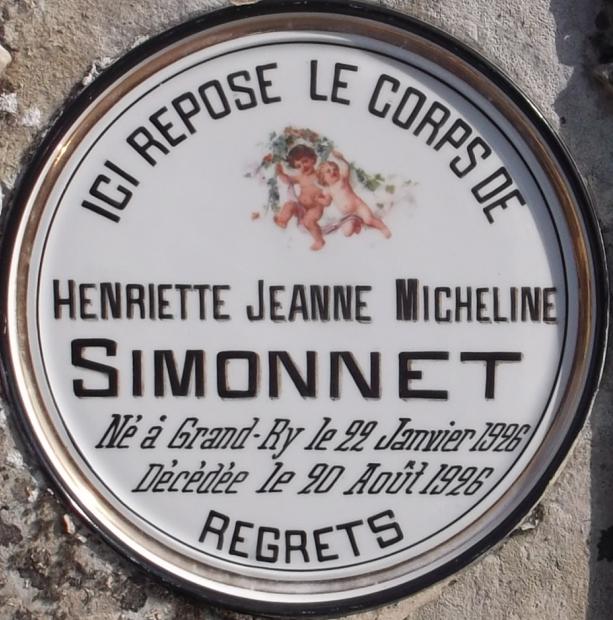 ICI REPOSE LE CORPS DE
HENRIETTE JEANNE MICHELINE
SIMONNET
Né à Grand-Ry le 22 Janvier 1926
Décédée le 20 Août 1926
REGRETS